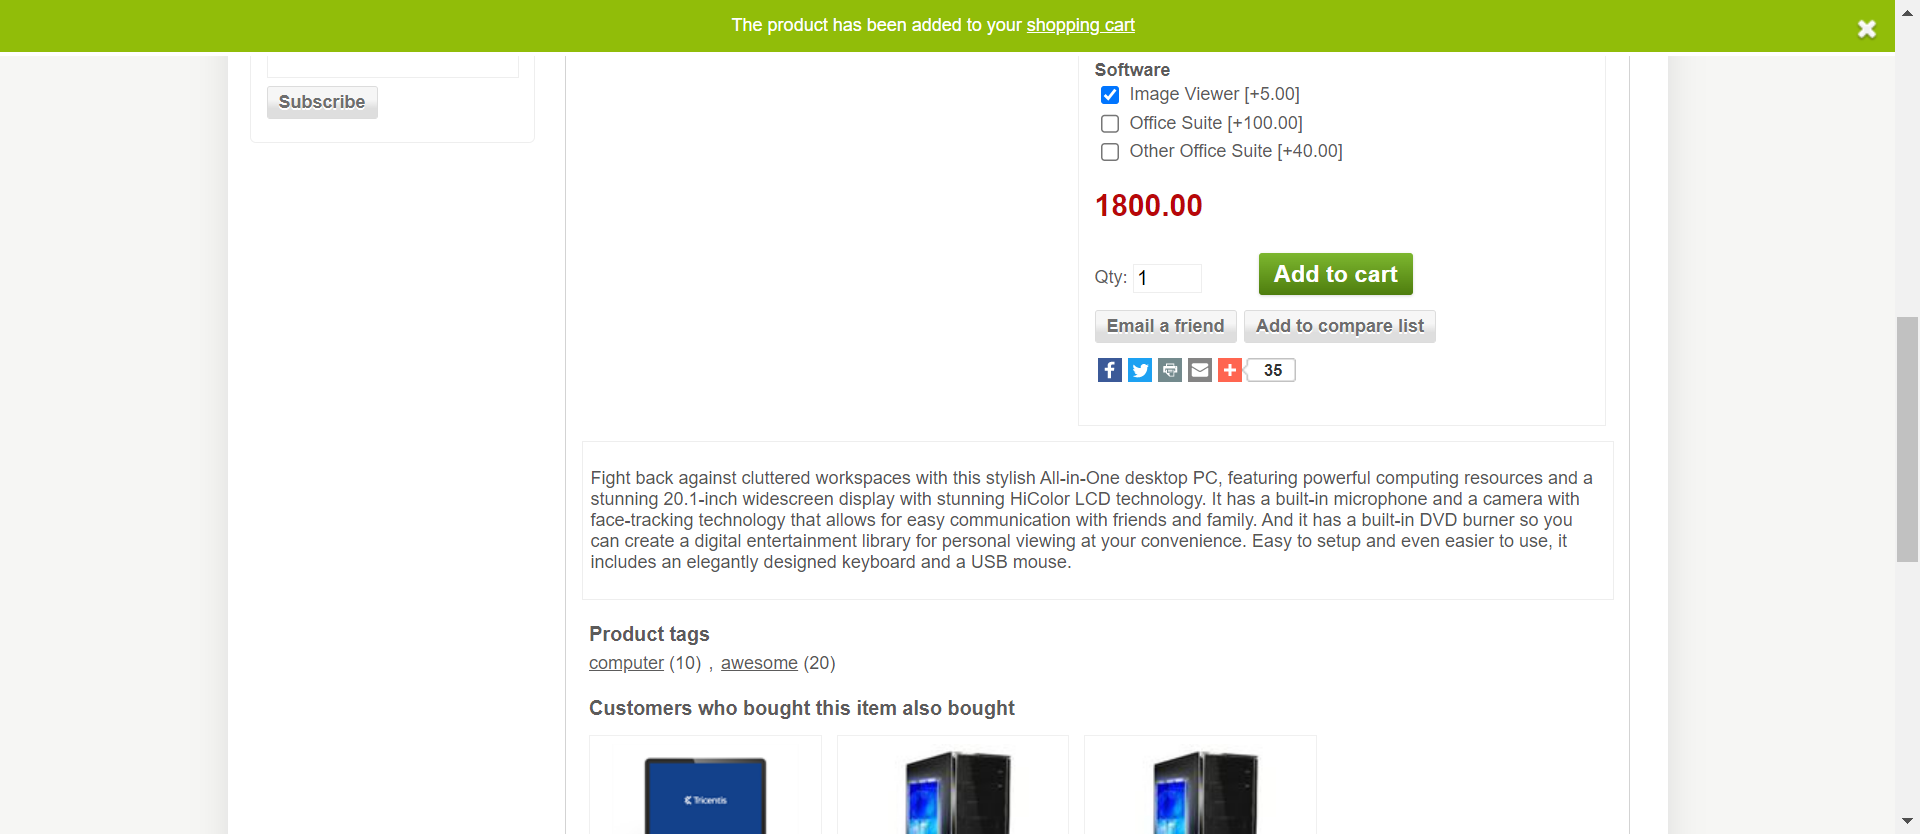 The product has been added to your shopping cart
Subscribe
Software
Image Viewer [+5.00]
Office Suite [+100.00]
Other Office Suite [+40.00]
1800.00
Qty: 1
Add to cart
Email a friend
Add to compare list
35
Fight back against cluttered workspaces with this stylish All-in-One desktop PC, featuring powerful computing resources and a
stunning 20.1-inch widescreen display with stunning HiColor LCD technology. It has a built-in microphone and a camera with
face-tracking technology that allows for easy communication with friends and family. And it has a built-in DVD burner so you
can create a digital entertainment library for personal viewing at your convenience. Easy to setup and even easier to use, it
includes an elegantly designed keyboard and a USB mouse.
Product tags
computer (10) , awesome (20)
Customers who bought this item also bought
Tricentis